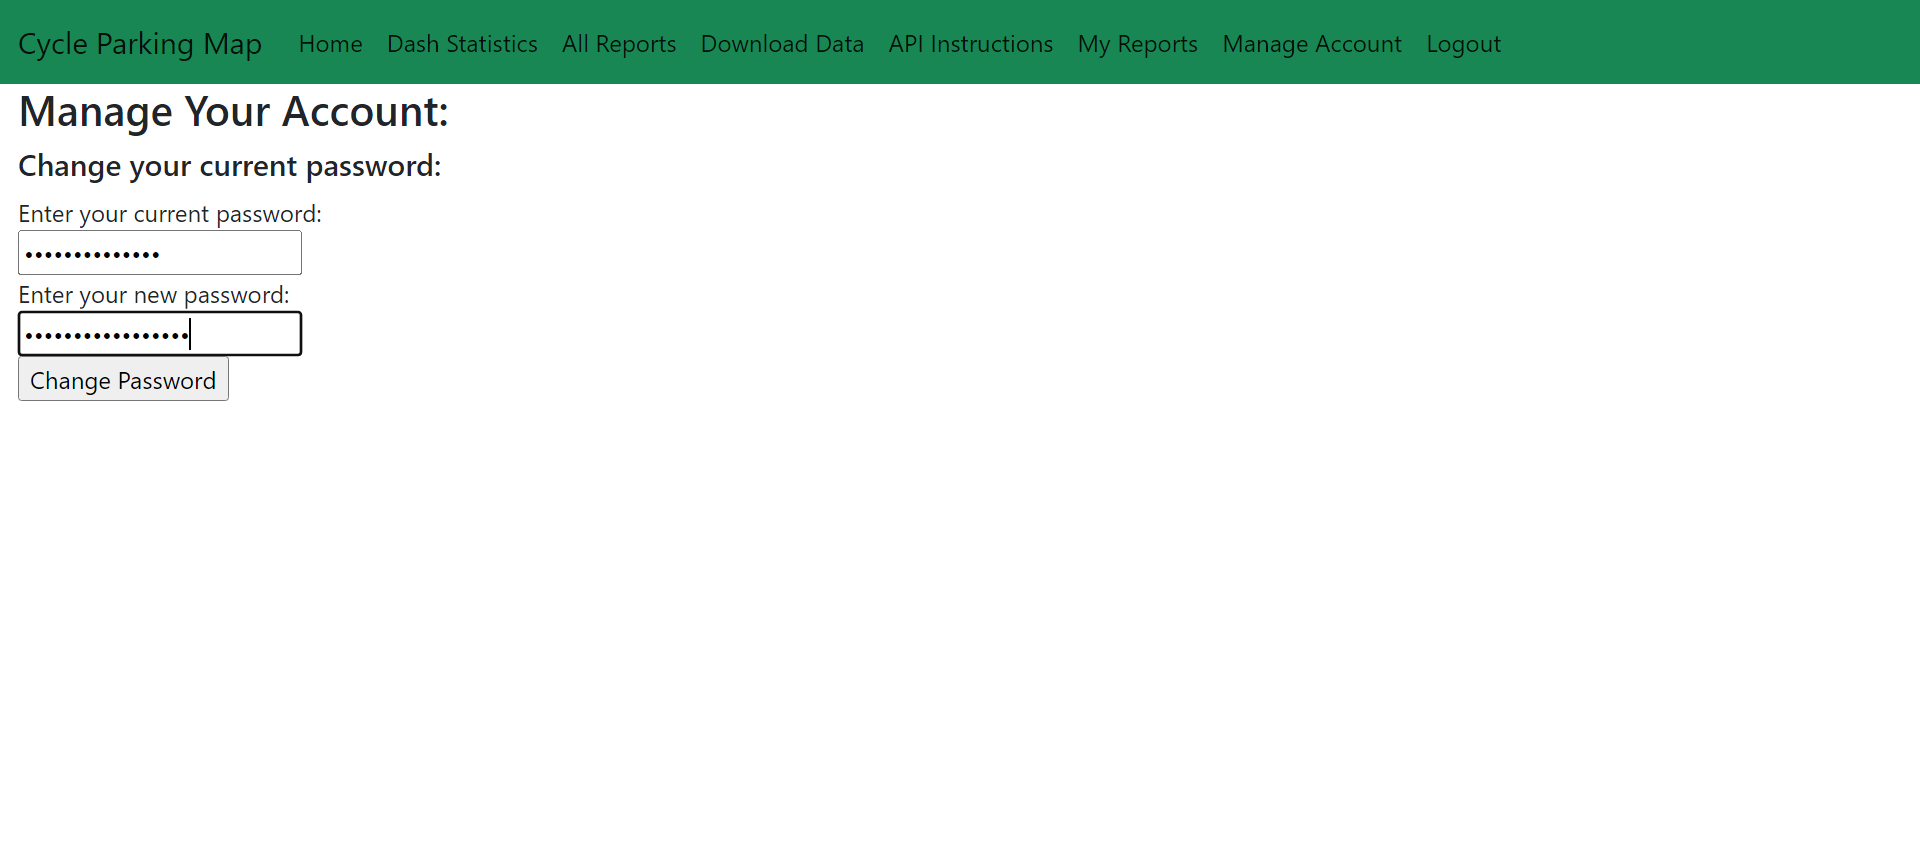 Cycle Parking Map Home Dash Statistics All Reports Download Data API Instructions My Reports Manage Account Logout
Manage Your Account:
Change your current password:
Enter your current password:
••••••••••••••
Enter your new password:
•••••••••••••••••
Change Password